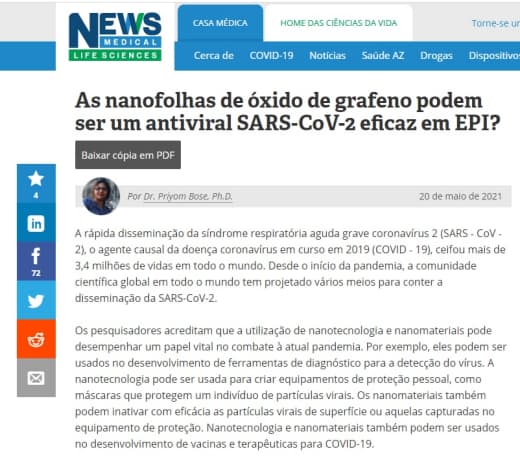 NEWS
MEDICAL
LIFE SCIENCES
CASA MÉDICA
HOME DAS CIÊNCIAS DA VIDA
Torne-se um
Cerca de COVID-19 Notícias Saúde AZ Drogas Dispositivos
As nanofolhas de óxido de grafeno podem
ser um antiviral SARS-CoV-2 eficaz em EPI?
Baixar cópia em PDF
4
Por Dr. Priyom Bose, Ph.D.
20 de maio de 2021
72
A rápida disseminação da síndrome respiratória aguda grave coronavírus 2 (SARS - CoV -
2), o agente causal da doença coronavírus em curso em 2019 (COVID - 19), ceifou mais de
3,4 milhões de vidas em todo o mundo. Desde o início da pandemia, a comunidade
científica global em todo o mundo tem projetado vários meios para conter a
disseminação da SARS-CoV-2.
Os pesquisadores acreditam que a utilização de nanotecnologia e nanomateriais pode
desempenhar um papel vital no combate à atual pandemia. Por exemplo, eles podem ser
usados no desenvolvimento de ferramentas de diagnóstico para a detecção do vírus. A
nanotecnologia pode ser usada para criar equipamentos de proteção pessoal, como
máscaras que protegem um indivíduo de partículas virais. Os nanomateriais também
podem inativar com eficácia as partículas virais de superfície ou aquelas capturadas no
equipamento de proteção. Nanotecnologia e nanomateriais também podem ser usados
no desenvolvimento de vacinas e terapêuticas para COVID-19.